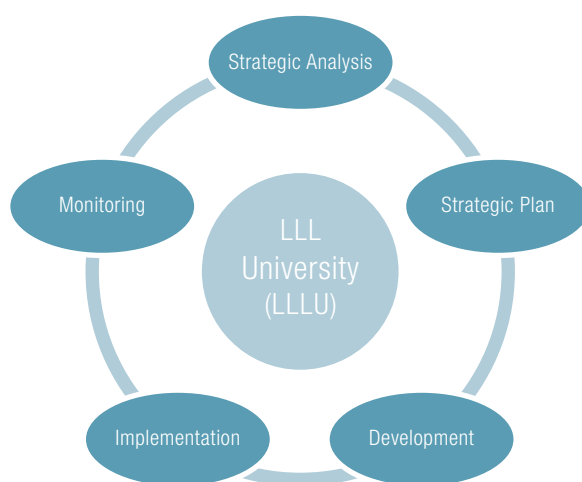 Strategic Analysis
Strategic Plan
Development
Implementation
Monitoring
LLL
University
(LLLU)